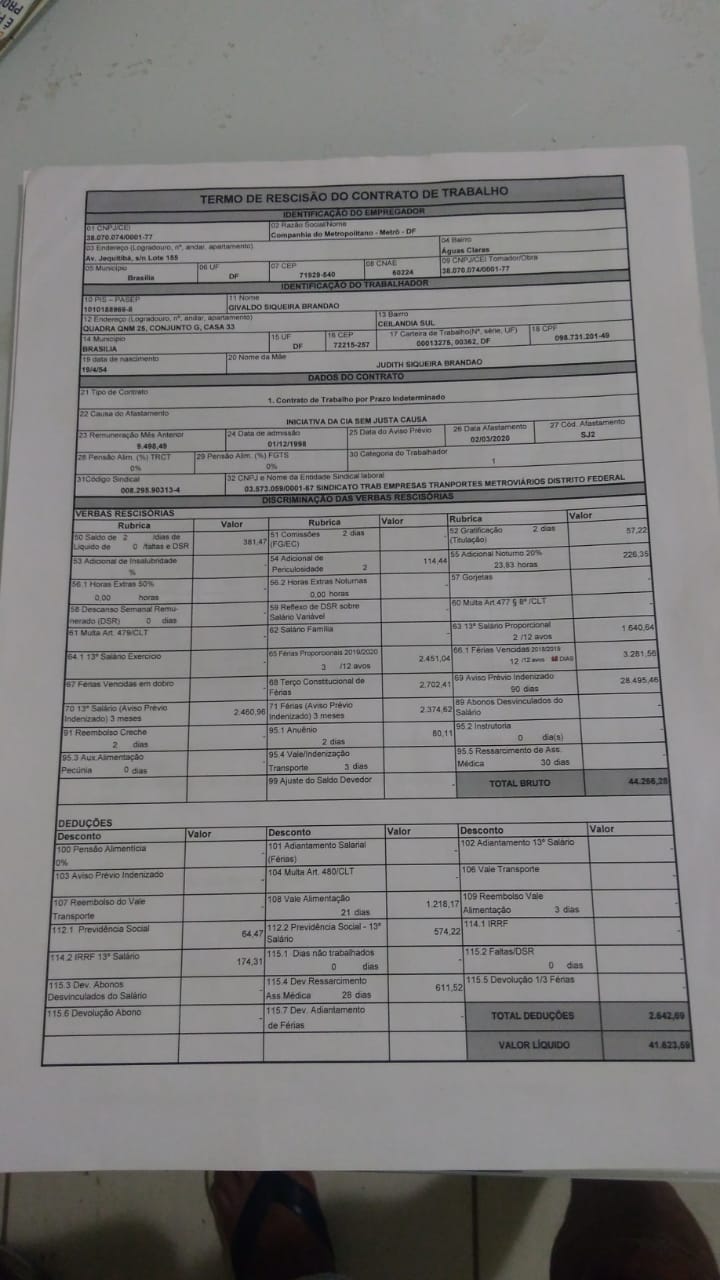 TERMO DE RESCISÃO DO CONTRATO DE TRABALHO
IDENTIFICAÇÃO DO EMPREGADOR
01 CNPJ/CEI 02 Razão Social/Nome
38.070.074/0001-77 Companhia do Metropolitano - Metrô - DF
03 Endereço (Logradouro, nº, andar, apartamento) 04 Bairro
Av. Jequitibá, s/n Lote 155 Águas Claras
05 Município 06 UF 07 CEP 08 CNAE 09 CNPJ/CEI Tomador/Obra
Brasília DF 71929-540 60224 38.070.074/0001-77
IDENTIFICAÇÃO DO TRABALHADOR
10 PIS - PASEP 11 Nome
1010188969-8 GIVALDO SIQUEIRA BRANDAO
12 Endereço (Logradouro, nº, andar, apartamento) 13 Bairro
QUADRA QNM 25, CONJUNTO G, CASA 33 CEILANDIA SUL
14 Município 15 UF 16 CEP 17 Carteira de Trabalho(Nº, série, UF) 18 CPF
BRASILIA DF 72215-257 00013275, 00362, DF 098.731.201-49
19 data de nascimento 20 Nome da Mãe
19/4/54 JUDITH SIQUEIRA BRANDAO
DADOS DO CONTRATO
21 Tipo de Contrato
1. Contrato de Trabalho por Prazo Indeterminado
22 Causa do Afastamento
INICIATIVA DA CIA SEM JUSTA CAUSA
23 Remuneração Mês Anterior 24 Data de admissão 25 Data do Aviso Prévio 26 Data Afastamento 27 Cód. Afastamento
9.498,49 01/12/1998 02/03/2020 SJ2
28 Pensão Alim. (%) TRCT 29 Pensão Alim. (%) FGTS 30 Categoria do Trabalhador
0% 0% 1
31Código Sindical 32 CNPJ e Nome da Entidade Sindical laboral
008.295.90313-4 03.573.059/0001-67 SINDICATO TRAB EMPRESAS TRANPORTES METROVIÁRIOS DISTRITO FEDERAL
DISCRIMINAÇÃO DAS VERBAS RESCISÓRIAS
VERBAS RESCISÓRIAS
Rubrica Valor Rubrica Valor Rubrica Valor
50 Saldo de 2 /dias de Líquido de 0 /faltas e DSR 381,47 51 Comissões 2 dias (FG/EC) - 52 Gratificação 2 dias (Titulação) 57,22
53 Adicional de Insalubridade % - 54 Adicional de Periculosidade 2 114,44 55 Adicional Noturno 20% 23,83 horas 226,35
56.1 Horas Extras 50% 0,00 horas - 56.2 Horas Extras Noturnas 0,00 horas - 57 Gorjetas -
58 Descanso Semanal Remunerado (DSR) 0 dias - 59 Reflexo de DSR sobre Salário Variável - 60 Multa Art 477 § 8º /CLT -
61 Multa Art. 479/CLT - 62 Salário Família - 63 13º Salário Proporcional 2 /12 avos 1.640,64
64.1 13º Salário Exercício - 65 Férias Proporcionais 2019/2020 3 /12 avos 2.451,04 66.1 Férias Vencidas 2018/2019 12 /12 avos DIAS 3.281,56
67 Férias Vencidas em dobro - 68 Terço Constitucional de Férias 2.702,41 69 Aviso Prévio Indenizado 90 dias 28.495,46
70 13º Salário (Aviso Prévio Indenizado) 3 meses 2.460,96 71 Férias (Aviso Prévio Indenizado) 3 meses 2.374,62 89 Abonos Desvinculados do Salário -
91 Reembolso Creche 2 dias - 95.1 Anuênio 2 dias 80,11 95.2 Instrutoria 0 dia(s) -
95.3 Aux.Alimentação Pecúnia 0 dias - 95.4 Vale/Indenização Transporte 3 dias - 95.5 Ressarcimento de Ass. Médica 30 dias -
99 Ajuste do Saldo Devedor - TOTAL BRUTO 44.266,28
DEDUÇÕES
Desconto Valor Desconto Valor Desconto Valor
100 Pensão Alimentícia 0% - 101 Adiantamento Salarial (Férias) - 102 Adiantamento 13º Salário -
103 Aviso Prévio Indenizado - 104 Multa Art. 480/CLT - 106 Vale Transporte -
107 Reembolso do Vale Transporte - 108 Vale Alimentação 21 dias 1.218,17 109 Reembolso Vale Alimentação 3 dias -
112.1 Previdência Social 64,47 112.2 Previdência Social - 13º Salário 574,22 114.1 IRRF -
114.2 IRRF 13º Salário 174,31 115.1 Dias não trabalhados 0 dias - 115.2 Faltas/DSR 0 dias -
115.3 Dev. Abonos Desvinculados do Salário - 115.4 Dev Ressarcimento Ass Médica 28 dias 611,52 115.5 Devolução 1/3 Férias -
115.6 Devolução Abono - 115.7 Dev. Adiantamento de Férias - TOTAL DEDUÇÕES 2.642,69
VALOR LÍQUIDO 41.623,59